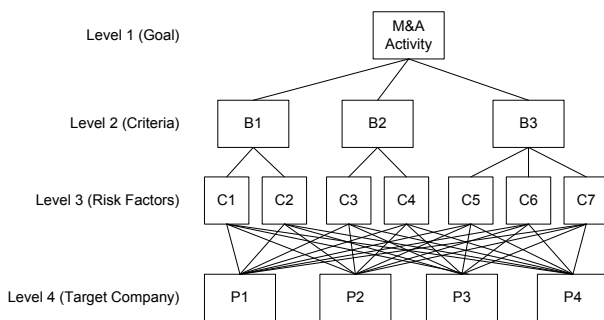 Level 1 (Goal)
M&A
Activity
Level 2 (Criteria)
B1
B2
B3
Level 3 (Risk Factors)
C1
C2
C3
C4
C5
C6
C7
Level 4 (Target Company)
P1
P2
P3
P4